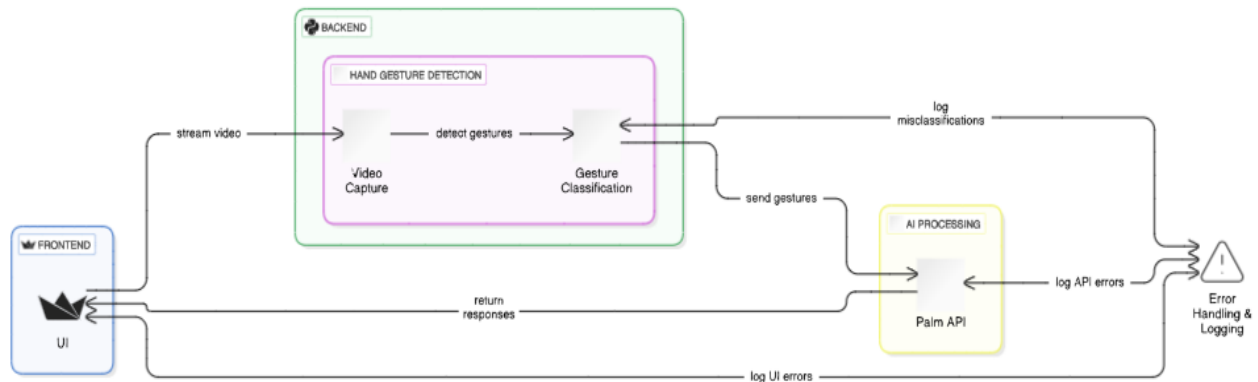 BACKEND
HAND GESTURE DETECTION
stream video
detect gestures
Video
Capture
Gesture
Classification
log
misclassifications
send gestures
FRONTEND
UI
AI PROCESSING
Palm API
return
responses
log API errors
log UI errors
Error
Handling &
Logging